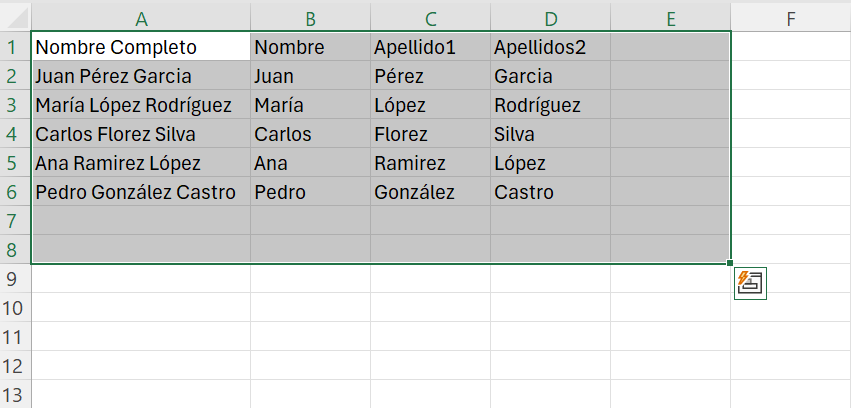 A B C D E F
1 Nombre Completo Nombre Apellido1 Apellidos2
2 Juan Pérez Garcia Juan Pérez Garcia
3 María López Rodríguez María López Rodríguez
4 Carlos Florez Silva Carlos Florez Silva
5 Ana Ramirez López Ana Ramirez López
6 Pedro González Castro Pedro González Castro
7
8
9
10
11
12
13